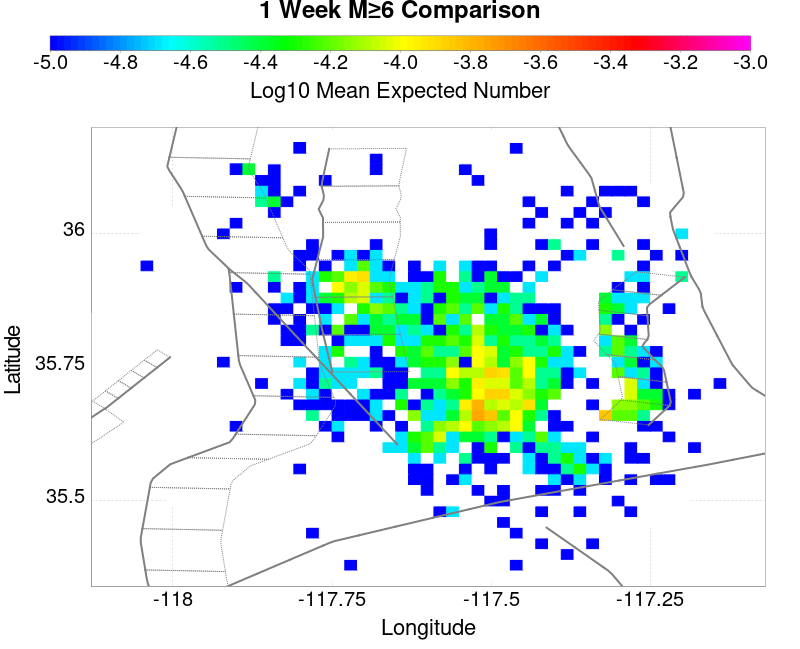 1 Week M≥6 Comparison
-5.0 -4.8 -4.6 -4.4 -4.2 -4.0 -3.8 -3.6 -3.4 -3.2 -3.0
Log10 Mean Expected Number
36
35.75
35.5
Latitude
-118 -117.75 -117.5 -117.25
Longitude